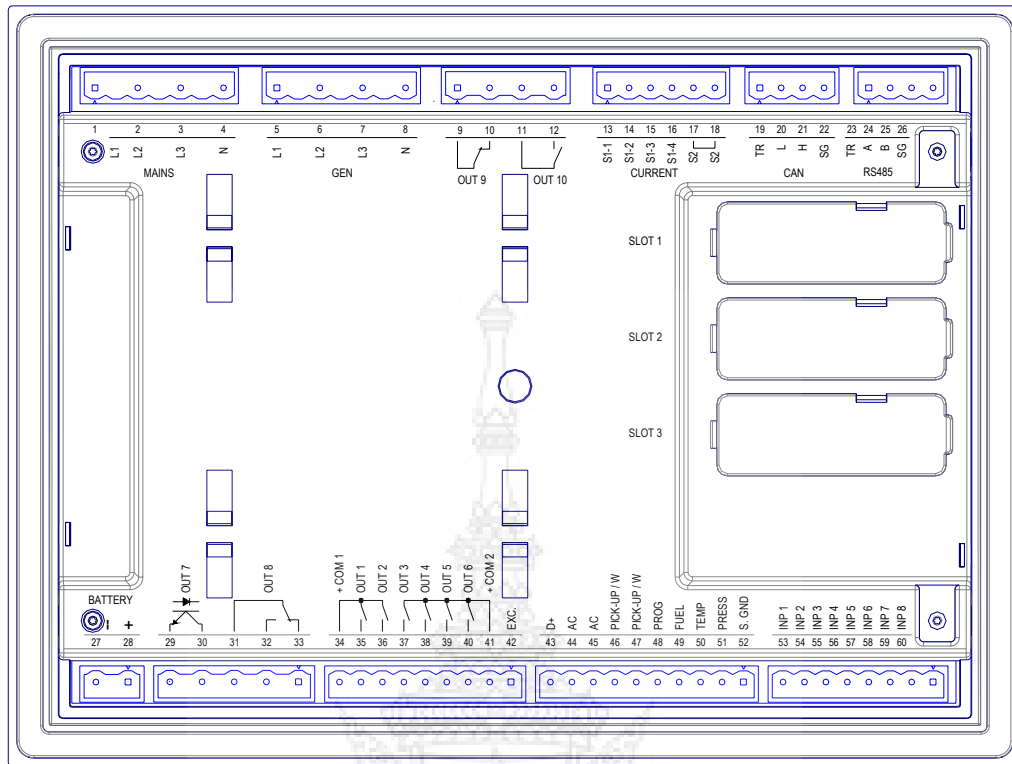 1 2 3 4 5 6 7 8 9 10 11 12 13 14 15 16 17 18 19 20 21 22 23 24 25 26
L1 L2 L3 N L1 L2 L3 N S1-1 S1-2 S1-3 S1-4 S2 S2 TR L H SG TR A B SG
MAINS GEN OUT 9 OUT 10 CURRENT CAN RS485
SLOT 1
SLOT 2
SLOT 3
BATTERY OUT 7 OUT 8 + COM 1 OUT 1 OUT 2 OUT 3 OUT 4 OUT 5 OUT 6 + COM 2 EXC. D+ AC AC PICK-UP / W PICK-UP / W PROG FUEL TEMP PRESS S. GND INP 1 INP 2 INP 3 INP 4 INP 5 INP 6 INP 7 INP 8
- +
27 28 29 30 31 32 33 34 35 36 37 38 39 40 41 42 43 44 45 46 47 48 49 50 51 52 53 54 55 56 57 58 59 60